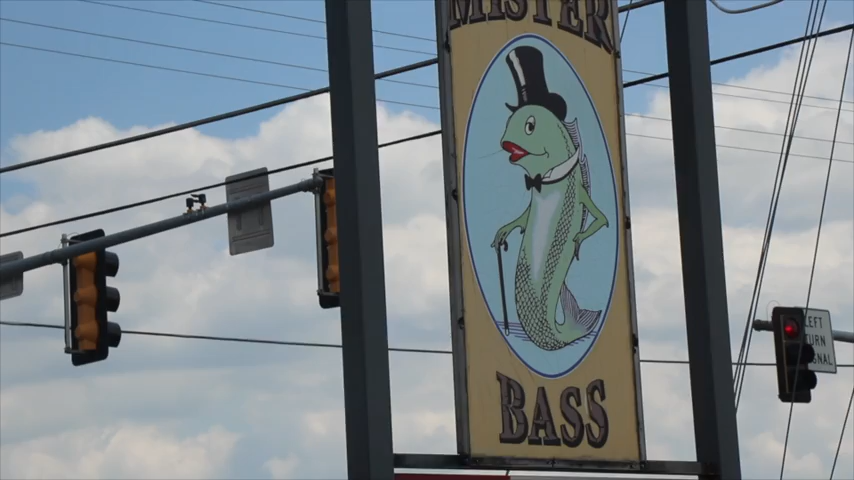 MISTER
BASS
LEFT
TURN
SIGNAL